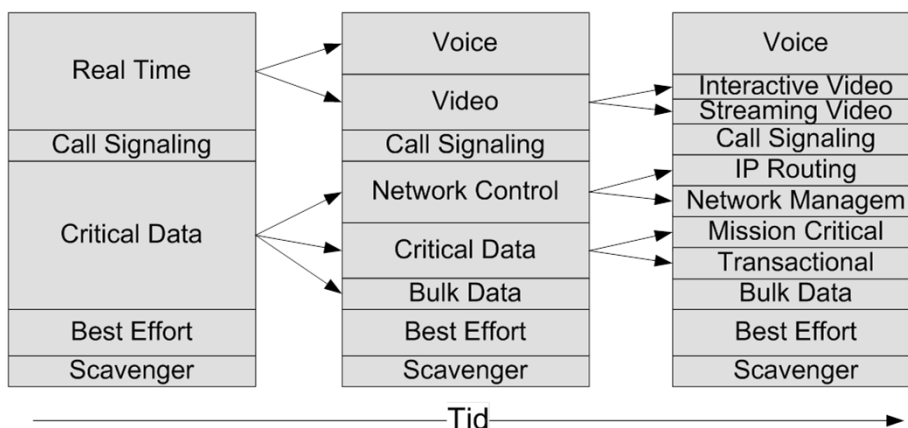 Real Time
Call Signaling
Critical Data
Best Effort
Scavenger
Voice
Video
Call Signaling
Network Control
Critical Data
Bulk Data
Best Effort
Scavenger
Voice
Interactive Video
Streaming Video
Call Signaling
IP Routing
Network Managem
Mission Critical
Transactional
Bulk Data
Best Effort
Scavenger
Tid